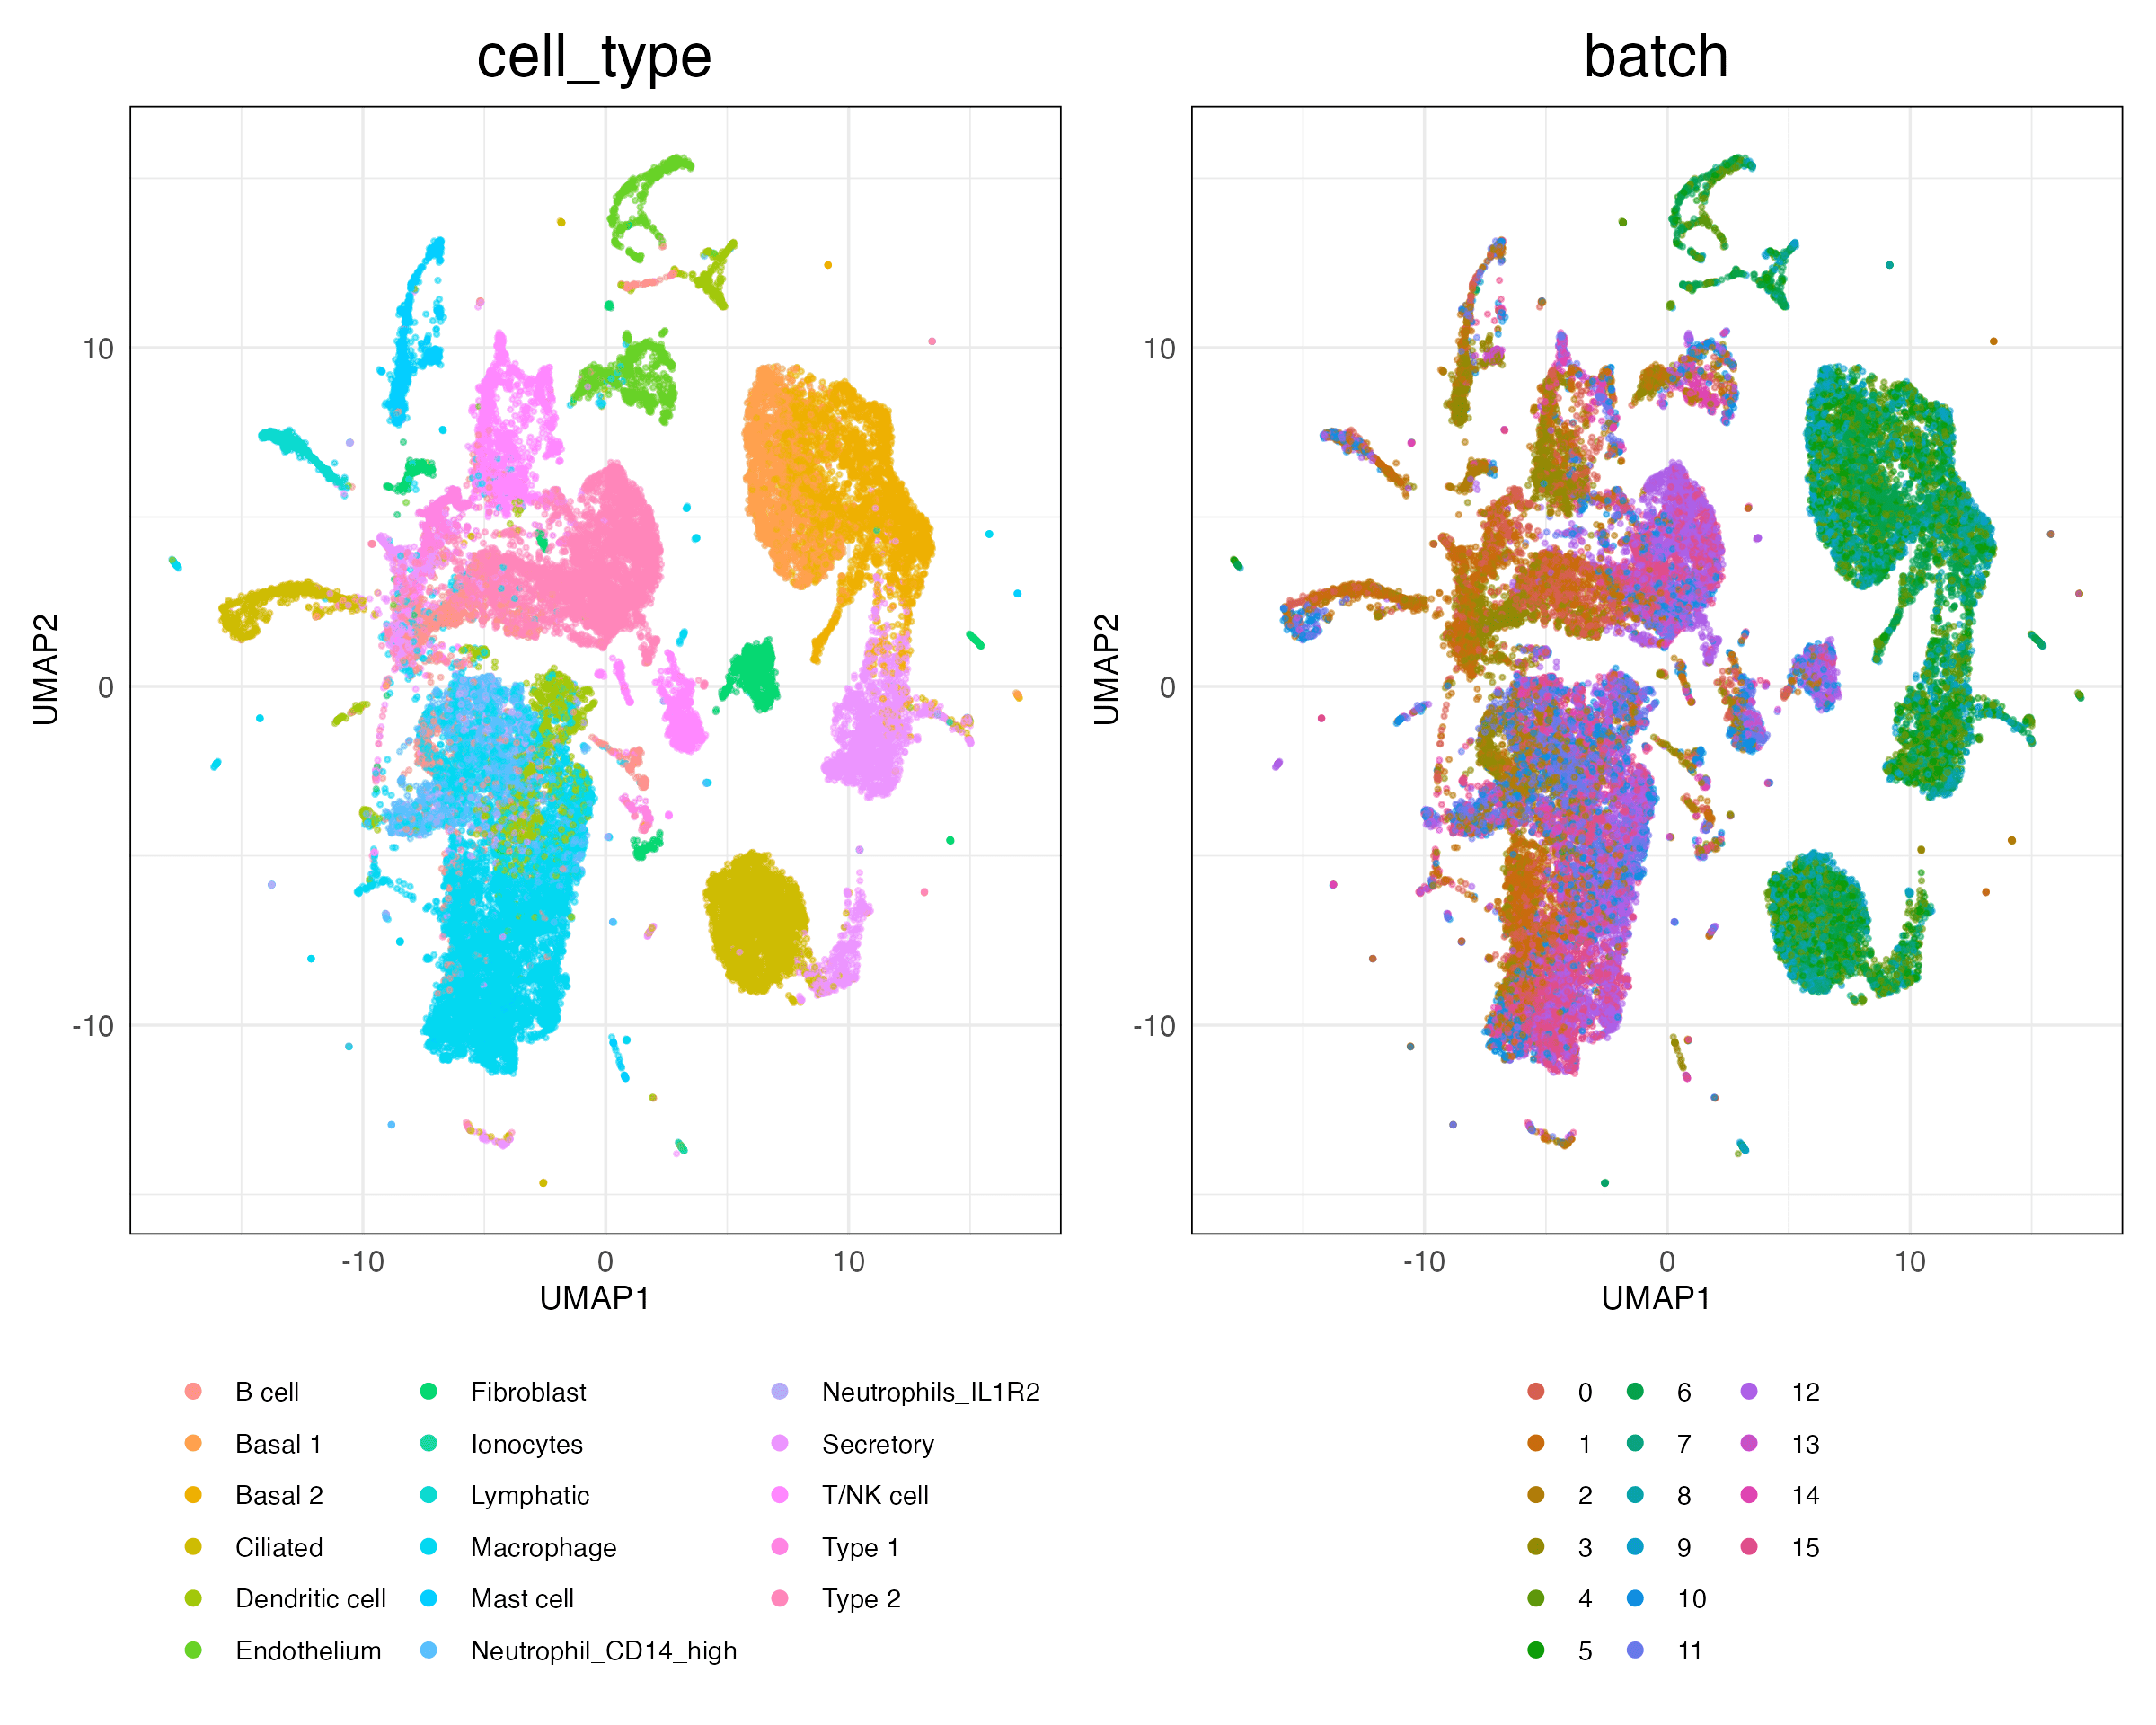 cell_type
batch
10
0
-10
UMAP2
-10 0 10
UMAP1
10
0
-10
UMAP2
-10 0 10
UMAP1
B cell Fibroblast Neutrophils_IL1R2
Basal 1 Ionocytes Secretory
Basal 2 Lymphatic T/NK cell
Ciliated Macrophage Type 1
Dendritic cell Mast cell Type 2
Endothelium Neutrophil_CD14_high
0 6 12
1 7 13
2 8 14
3 9 15
4 10
5 11